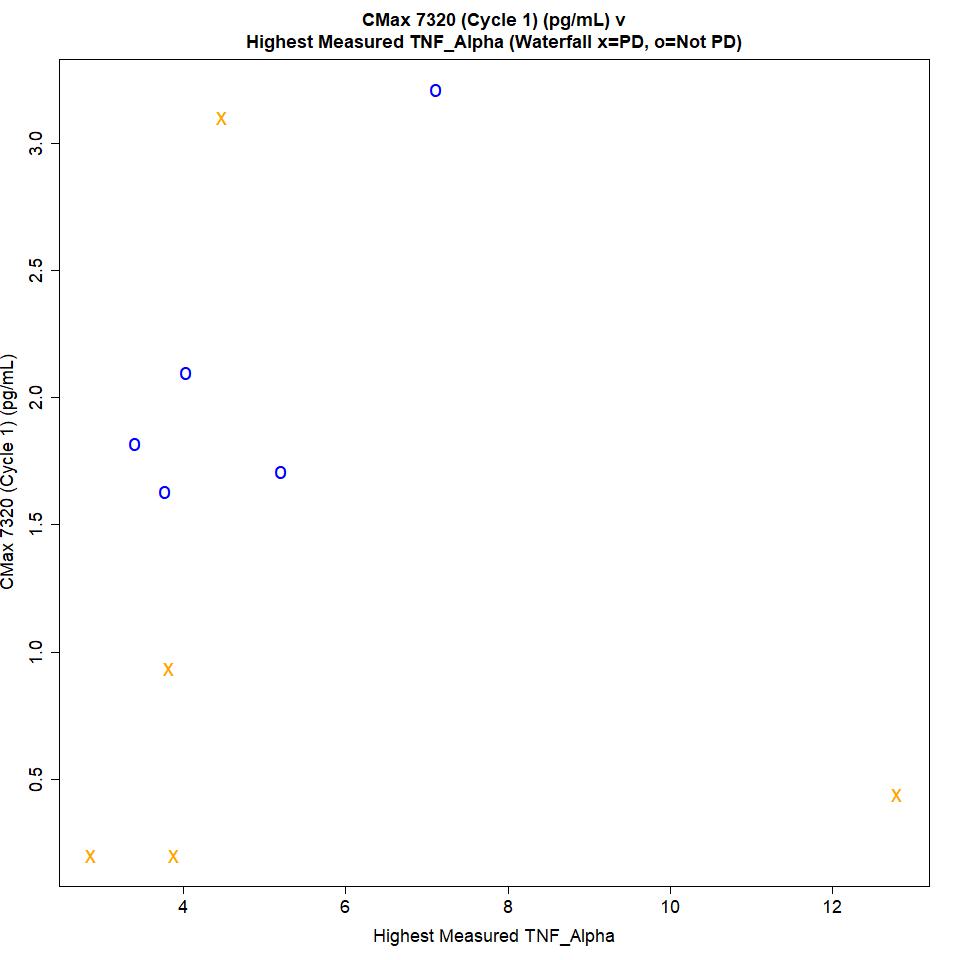 CMax 7320 (Cycle 1) (pg/mL) v
Highest Measured TNF_Alpha (Waterfall x=PD, o=Not PD)
CMax 7320 (Cycle 1) (pg/mL)
3.0
2.5
2.0
1.5
1.0
0.5
o
x
o
o
o
o
x
x
x
x
4 6 8 10 12
Highest Measured TNF_Alpha